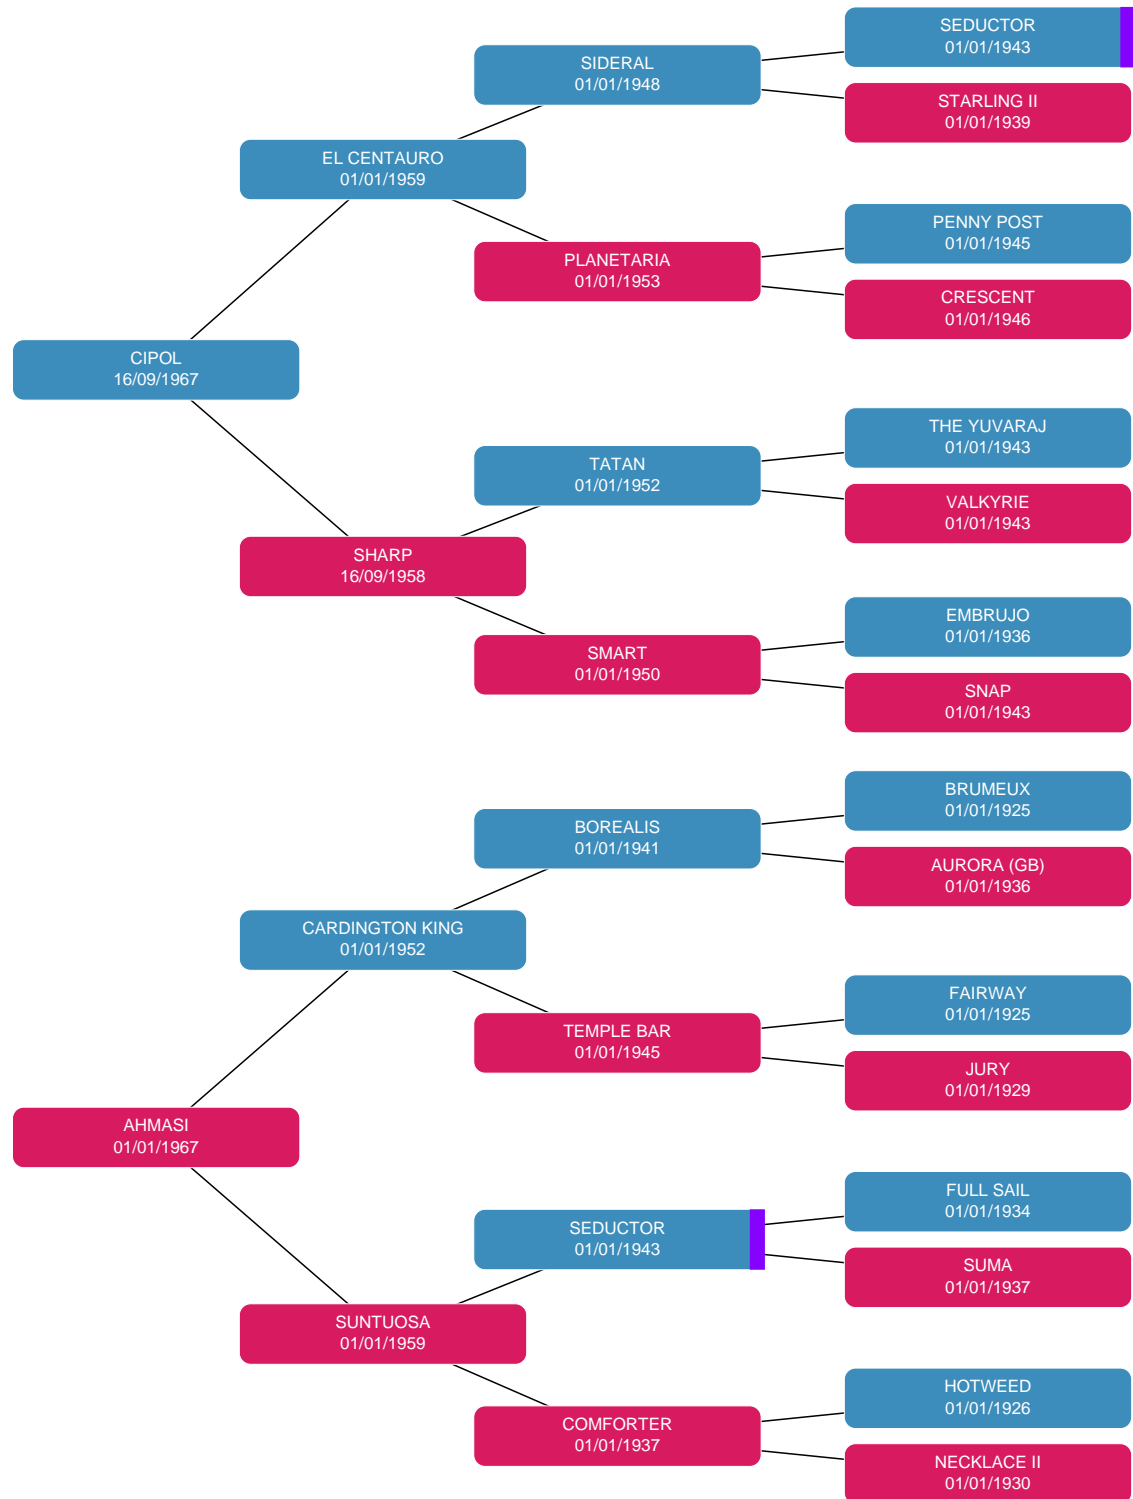 SEDUCTOR
01/01/1943
SIDERAL
01/01/1948
STARLING II
01/01/1939
EL CENTAURO
01/01/1959
PENNY POST
01/01/1945
PLANETARIA
01/01/1953
CRESCENT
01/01/1946
CIPOL
16/09/1967
THE YUVARAJ
01/01/1943
TATAN
01/01/1952
VALKYRIE
01/01/1943
SHARP
16/09/1958
EMBRUJO
01/01/1936
SMART
01/01/1950
SNAP
01/01/1943
BRUMEUX
01/01/1925
BOREALIS
01/01/1941
AURORA (GB)
01/01/1936
CARDINGTON KING
01/01/1952
FAIRWAY
01/01/1925
TEMPLE BAR
01/01/1945
JURY
01/01/1929
AHMASI
01/01/1967
FULL SAIL
01/01/1934
SEDUCTOR
01/01/1943
SUMA
01/01/1937
SUNTUOSA
01/01/1959
HOTWEED
01/01/1926
COMFORTER
01/01/1937
NECKLACE II
01/01/1930